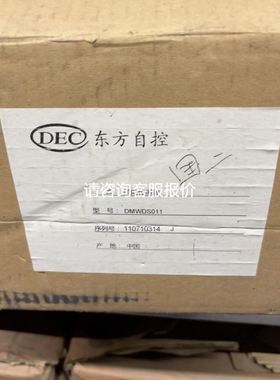 DEC 东方自控
请咨询客服报价
型 号: DMWDS011
序列号: 110710314 J
产 地: 中国